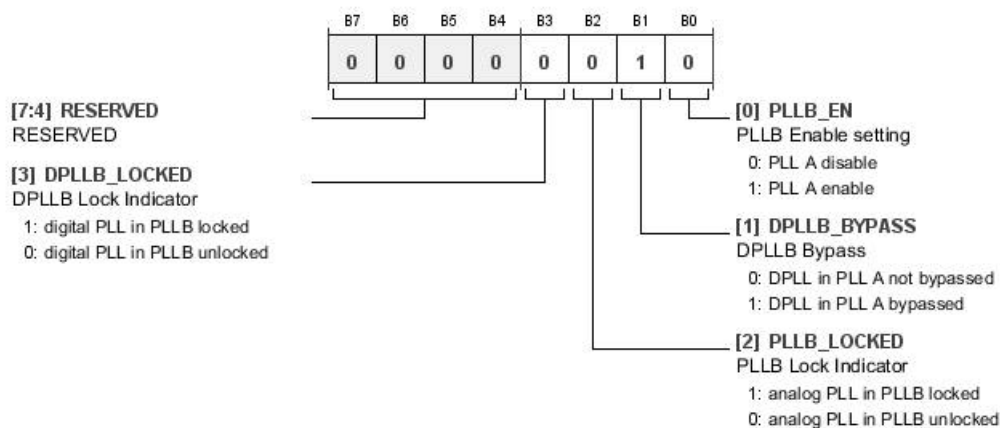 B7 B6 B5 B4 B3 B2 B1 B0
0 0 0 0 0 0 1 0
[7:4] RESERVED
RESERVED
[3] DPLLB_LOCKED
DPLLB Lock Indicator
1: digital PLL in PLLB locked
0: digital PLL in PLLB unlocked
[0] PLLB_EN
PLLB Enable setting
0: PLL A disable
1: PLL A enable
[1] DPLLB_BYPASS
DPLLB Bypass
0: DPLL in PLL A not bypassed
1: DPLL in PLL A bypassed
[2] PLLB_LOCKED
PLLB Lock Indicator
1: analog PLL in PLLB locked
0: analog PLL in PLLB unlocked